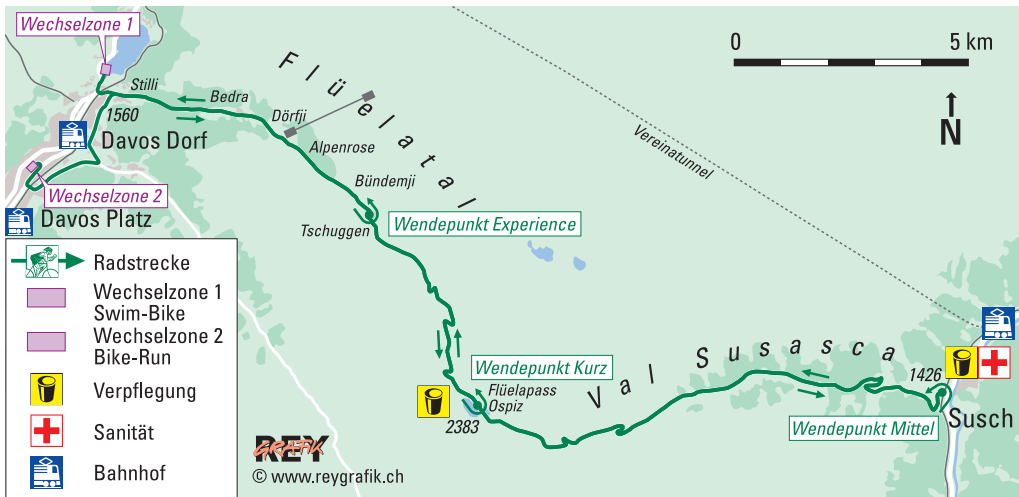 Wechselzone 1
Stilli
Bedra
1560
Davos Dorf
Dörfji
Alpenrose
Flüelatal
Bündemji
Tschuggen
Wendepunkt Experience
Wechselzone 2
Davos Platz
0
5 km
N
Vereinatunnel
Wendepunkt Kurz
Flüelapass
Ospiz
2383
Val Susasca
1426
Susch
Wendepunkt Mittel
Radstrecke
Wechselzone 1
Swim-Bike
Wechselzone 2
Bike-Run
Verpflegung
Sanität
Bahnhof
REY
GRAFIK
© www.reygrafik.ch